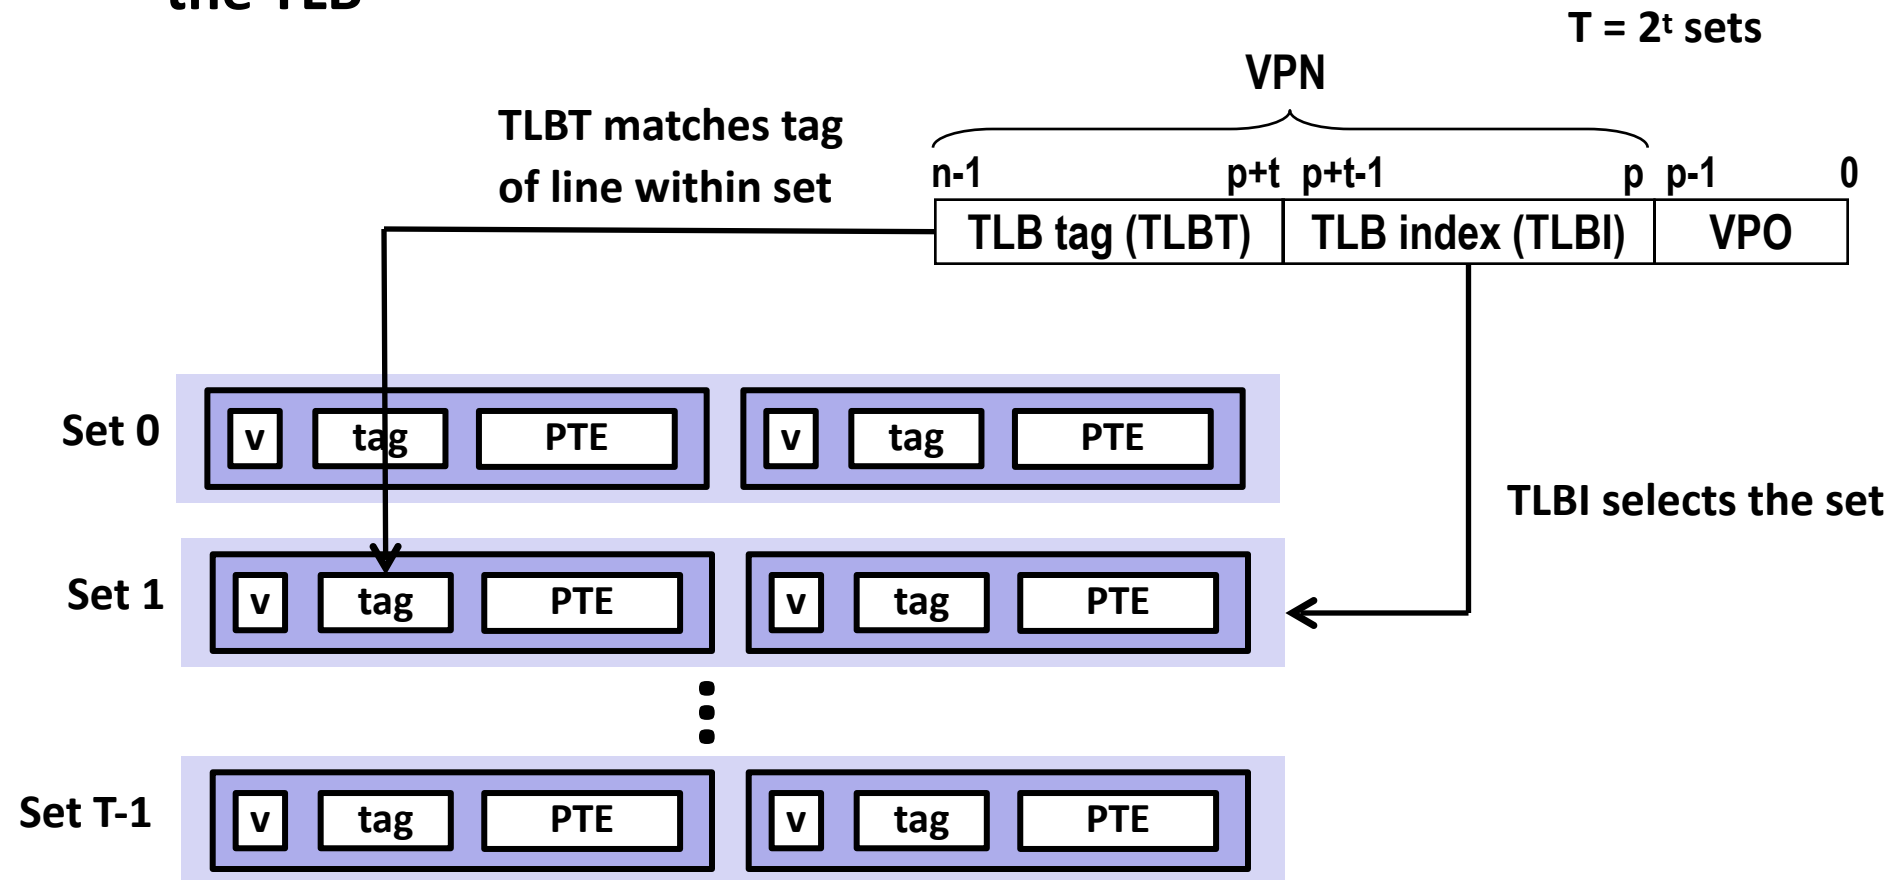 the TLB
T = 2ᵗ sets
VPN
TLBT matches tag
of line within set
n-1 p+t p+t-1 p p-1 0
TLB tag (TLBT) TLB index (TLBI) VPO
Set 0 v tag PTE v tag PTE
TLBI selects the set
Set 1 v tag PTE v tag PTE
Set T-1 v tag PTE v tag PTE